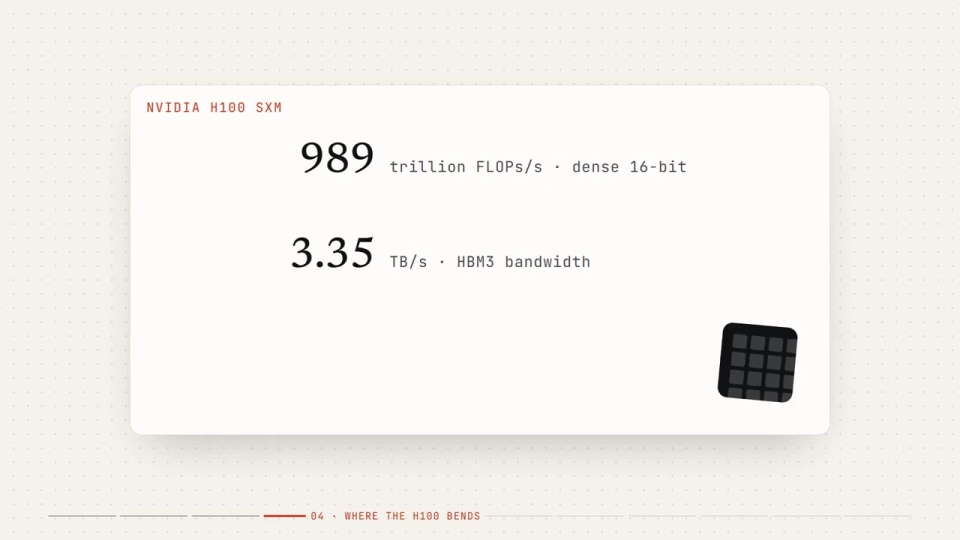 NVIDIA H100 SXM
989 trillion FLOPs/s · dense 16-bit
3.35 TB/s · HBM3 bandwidth
04 · WHERE THE H100 BENDS